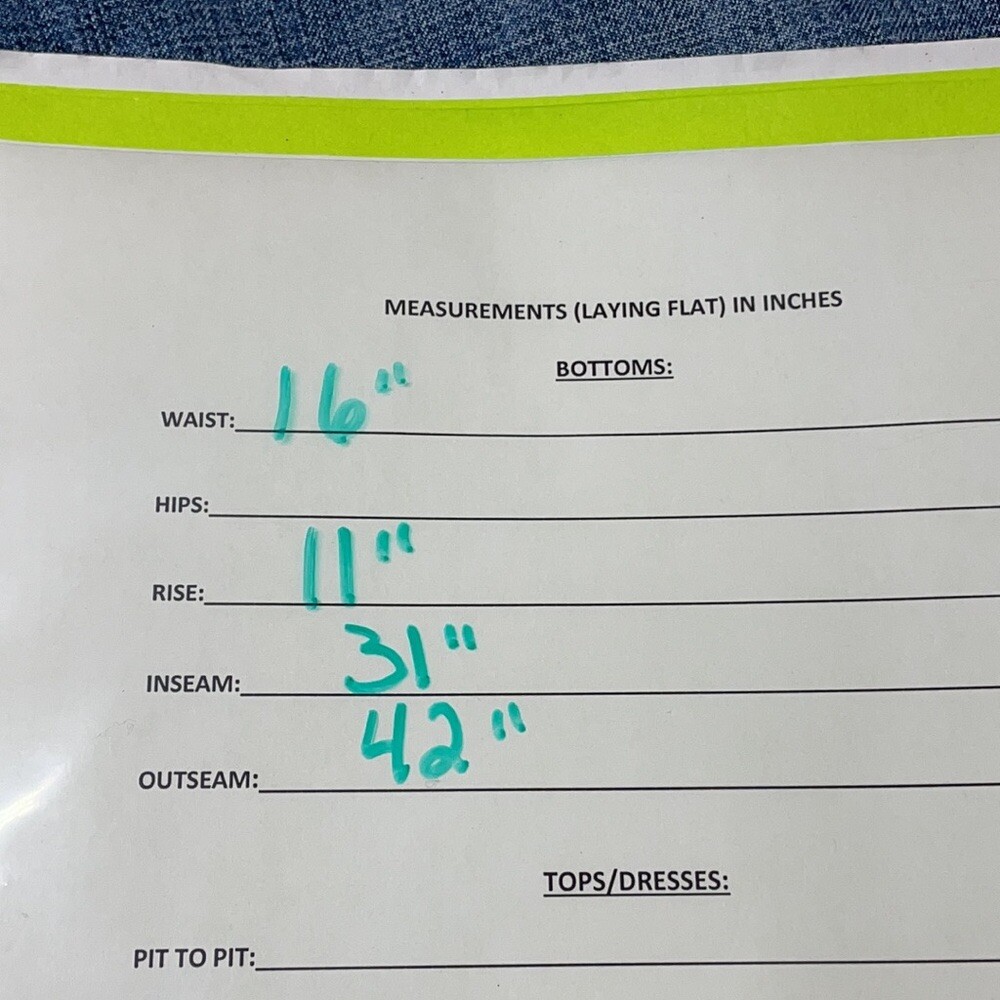 MEASUREMENTS (LAYING FLAT) IN INCHES
BOTTOMS:
WAIST: 16"
HIPS:
RISE: 11"
INSEAM: 31"
OUTSEAM: 42"
TOPS/DRESSES:
PIT TO PIT: